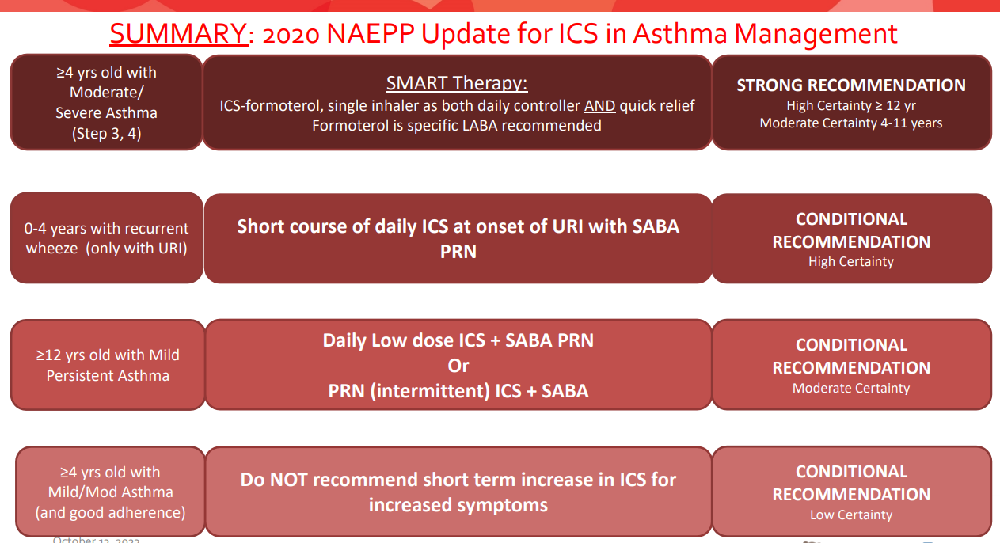 SUMMARY: 2020 NAEPP Update for ICS in Asthma Management
≥4 yrs old with
Moderate/
Severe Asthma
(Step 3, 4)
SMART Therapy:
ICS-formoterol, single inhaler as both daily controller AND quick relief
Formoterol is specific LABA recommended
STRONG RECOMMENDATION
High Certainty ≥ 12 yr
Moderate Certainty 4-11 years
0-4 years with recurrent
wheeze (only with URI)
Short course of daily ICS at onset of URI with SABA
PRN
CONDITIONAL
RECOMMENDATION
High Certainty
≥12 yrs old with Mild
Persistent Asthma
Daily Low dose ICS + SABA PRN
Or
PRN (intermittent) ICS + SABA
CONDITIONAL
RECOMMENDATION
Moderate Certainty
≥4 yrs old with
Mild/Mod Asthma
(and good adherence)
Do NOT recommend short term increase in ICS for
increased symptoms
CONDITIONAL
RECOMMENDATION
Low Certainty